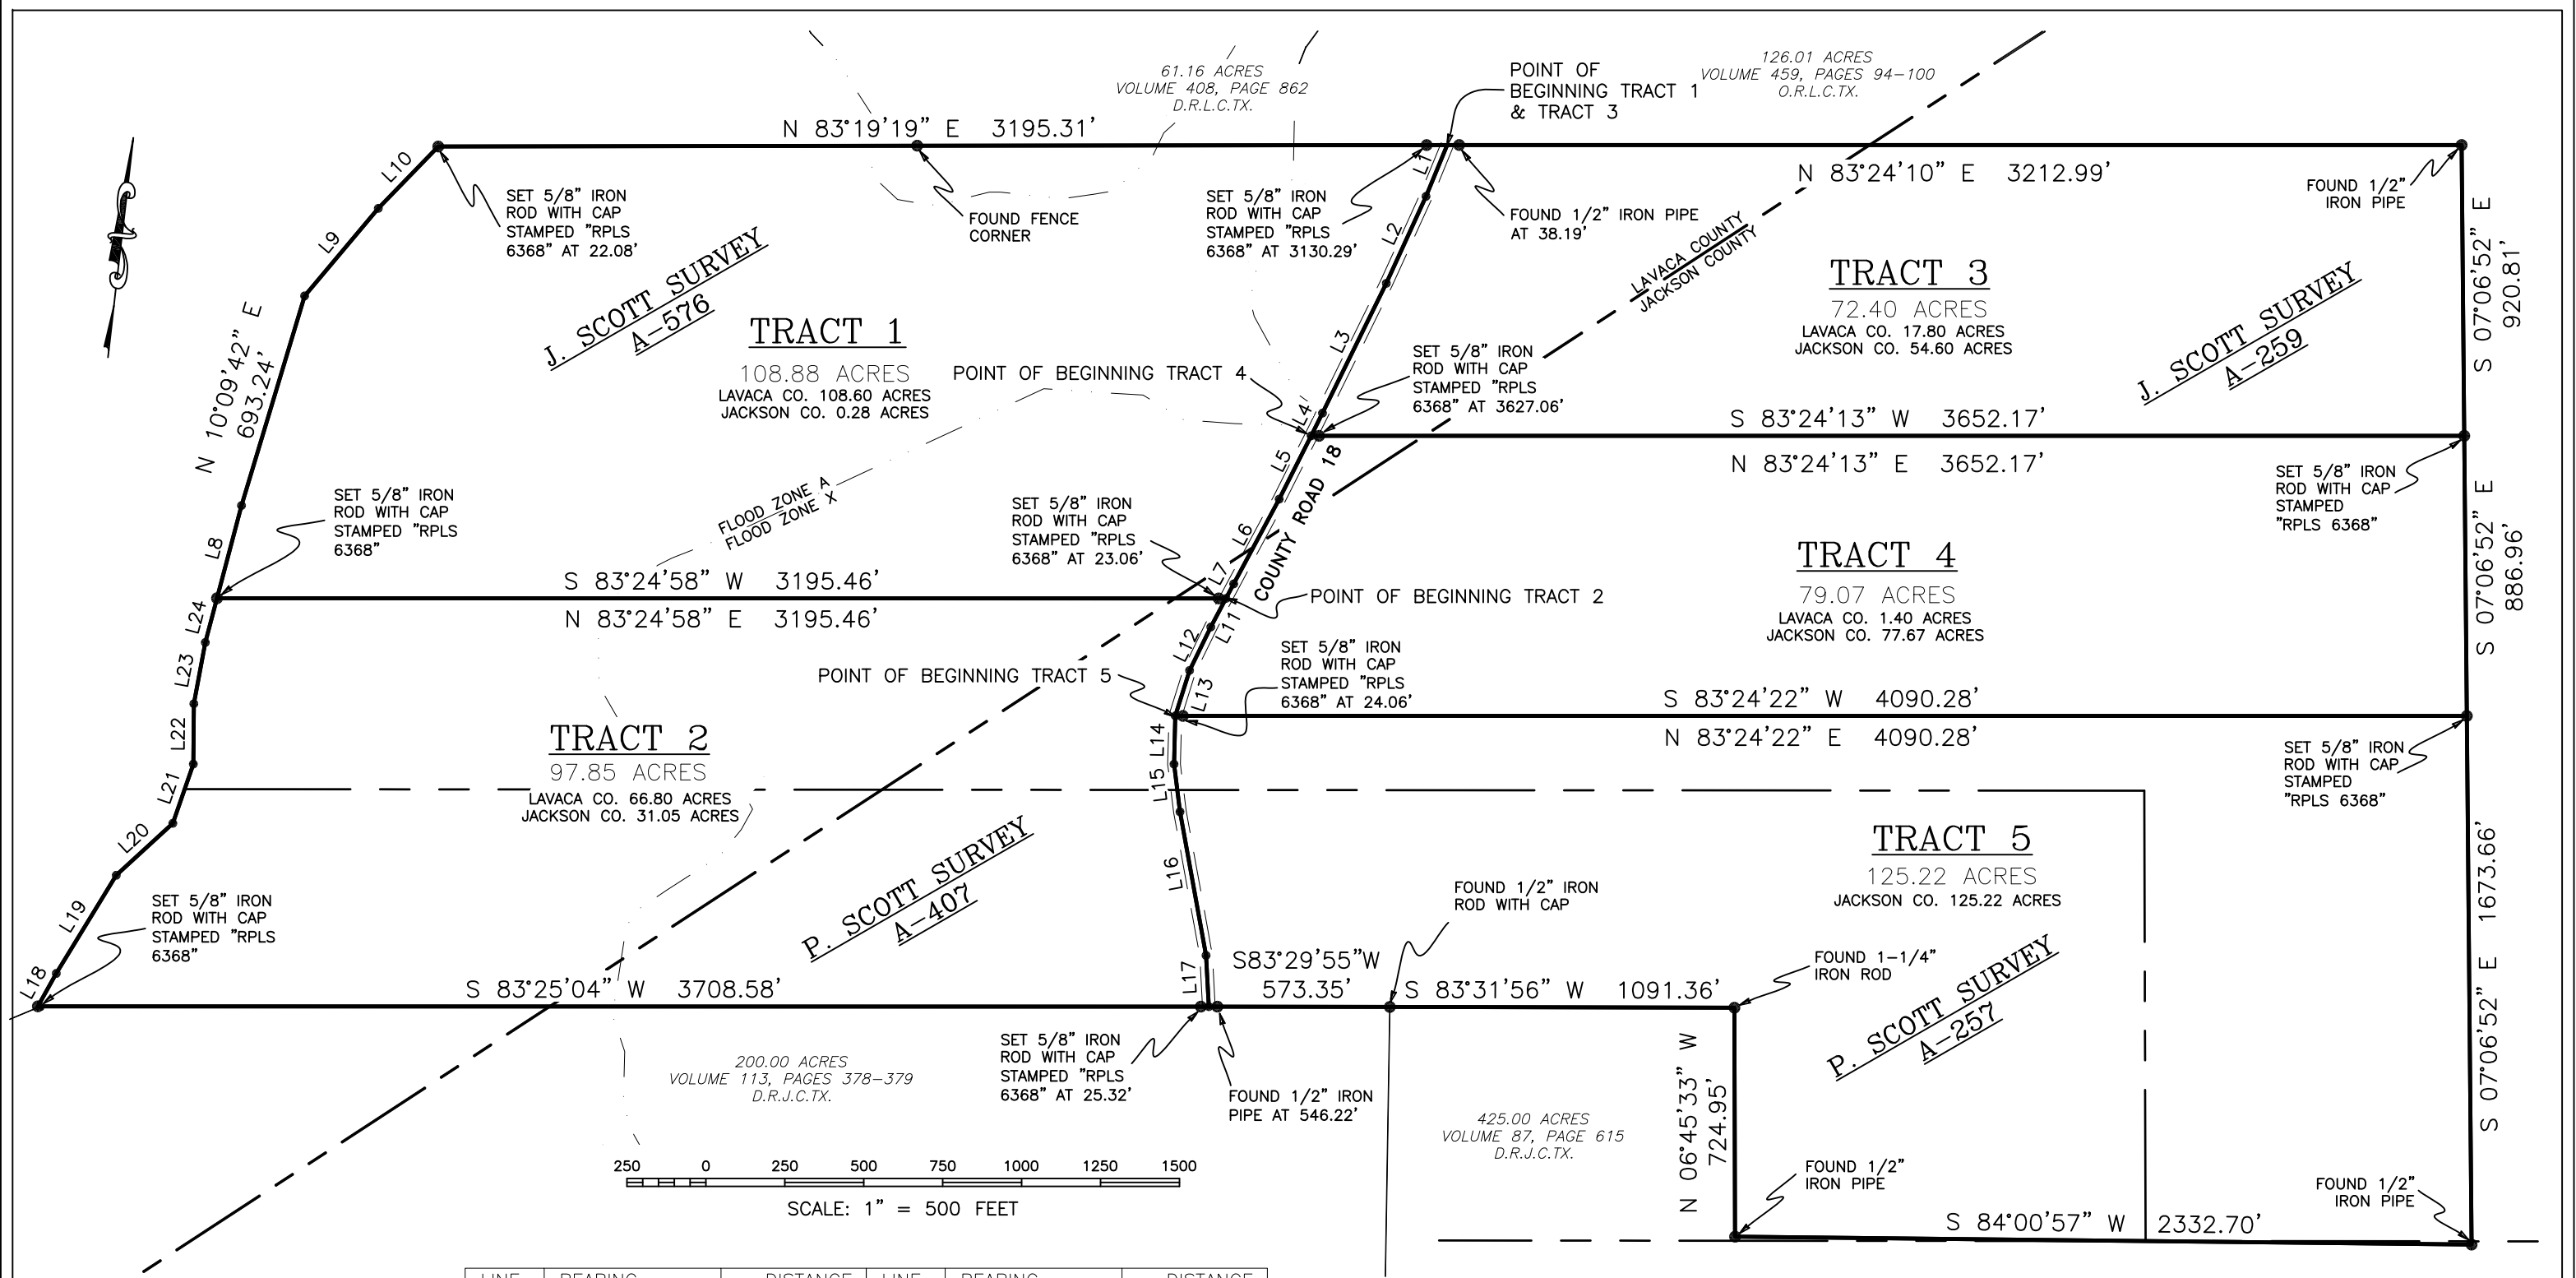 61.16 ACRES
VOLUME 408, PAGE 862
D.R.L.C.TX.
POINT OF
BEGINNING TRACT 1
& TRACT 3
126.01 ACRES
VOLUME 459, PAGES 94-100
O.R.L.C.TX.
N 83°19'19" E 3195.31'
N 83°24'10" E 3212.99'
L10
L9
N 10°09'42" E
693.24'
L8
SET 5/8" IRON
ROD WITH CAP
STAMPED "RPLS
6368" AT 22.08'
FOUND FENCE
CORNER
SET 5/8" IRON
ROD WITH CAP
STAMPED "RPLS
6368" AT 3130.29'
L1
L2
L3
L4
L5
L6
L7
FOUND 1/2" IRON PIPE
AT 38.19'
FOUND 1/2"
IRON PIPE
S 07°06'52" E
920.81'
J. SCOTT SURVEY
A-576
TRACT 1
108.88 ACRES
LAVACA CO. 108.60 ACRES
JACKSON CO. 0.28 ACRES
LAVACA COUNTY
JACKSON COUNTY
TRACT 3
72.40 ACRES
LAVACA CO. 17.80 ACRES
JACKSON CO. 54.60 ACRES
J. SCOTT SURVEY
A-259
POINT OF BEGINNING TRACT 4
SET 5/8" IRON
ROD WITH CAP
STAMPED "RPLS
6368" AT 3627.06'
S 83°24'13" W 3652.17'
N 83°24'13" E 3652.17'
COUNTY ROAD 18
SET 5/8" IRON
ROD WITH CAP
STAMPED
"RPLS 6368"
S 07°06'52" E
886.96'
SET 5/8" IRON
ROD WITH CAP
STAMPED "RPLS
6368"
FLOOD ZONE A
FLOOD ZONE X
SET 5/8" IRON
ROD WITH CAP
STAMPED "RPLS
6368" AT 23.06'
S 83°24'58" W 3195.46'
N 83°24'58" E 3195.46'
POINT OF BEGINNING TRACT 2
TRACT 4
79.07 ACRES
LAVACA CO. 1.40 ACRES
JACKSON CO. 77.67 ACRES
L24
L23
L22
L21
L20
L19
L18
L11
L12
L13
L14
L15
L16
L17
POINT OF BEGINNING TRACT 5
SET 5/8" IRON
ROD WITH CAP
STAMPED "RPLS
6368" AT 24.06'
S 83°24'22" W 4090.28'
N 83°24'22" E 4090.28'
SET 5/8" IRON
ROD WITH CAP
STAMPED
"RPLS 6368"
TRACT 2
97.85 ACRES
LAVACA CO. 66.80 ACRES
JACKSON CO. 31.05 ACRES
P. SCOTT SURVEY
A-407
TRACT 5
125.22 ACRES
JACKSON CO. 125.22 ACRES
S 07°06'52" E 1673.66'
SET 5/8" IRON
ROD WITH CAP
STAMPED "RPLS
6368"
FOUND 1/2" IRON
ROD WITH CAP
FOUND 1-1/4"
IRON ROD
S 83°25'04" W 3708.58'
S83°29'55"W
573.35'
S 83°31'56" W 1091.36'
P. SCOTT SURVEY
A-257
200.00 ACRES
VOLUME 113, PAGES 378-379
D.R.J.C.TX.
SET 5/8" IRON
ROD WITH CAP
STAMPED "RPLS
6368" AT 25.32'
FOUND 1/2" IRON
PIPE AT 546.22'
425.00 ACRES
VOLUME 87, PAGE 615
D.R.J.C.TX.
N 06°45'33" W
724.95'
FOUND 1/2"
IRON PIPE
FOUND 1/2"
IRON PIPE
S 84°00'57" W 2332.70'
250 0 250 500 750 1000 1250 1500
SCALE: 1" = 500 FEET
LINE BEARING DISTANCE LINE BEARING DISTANCE